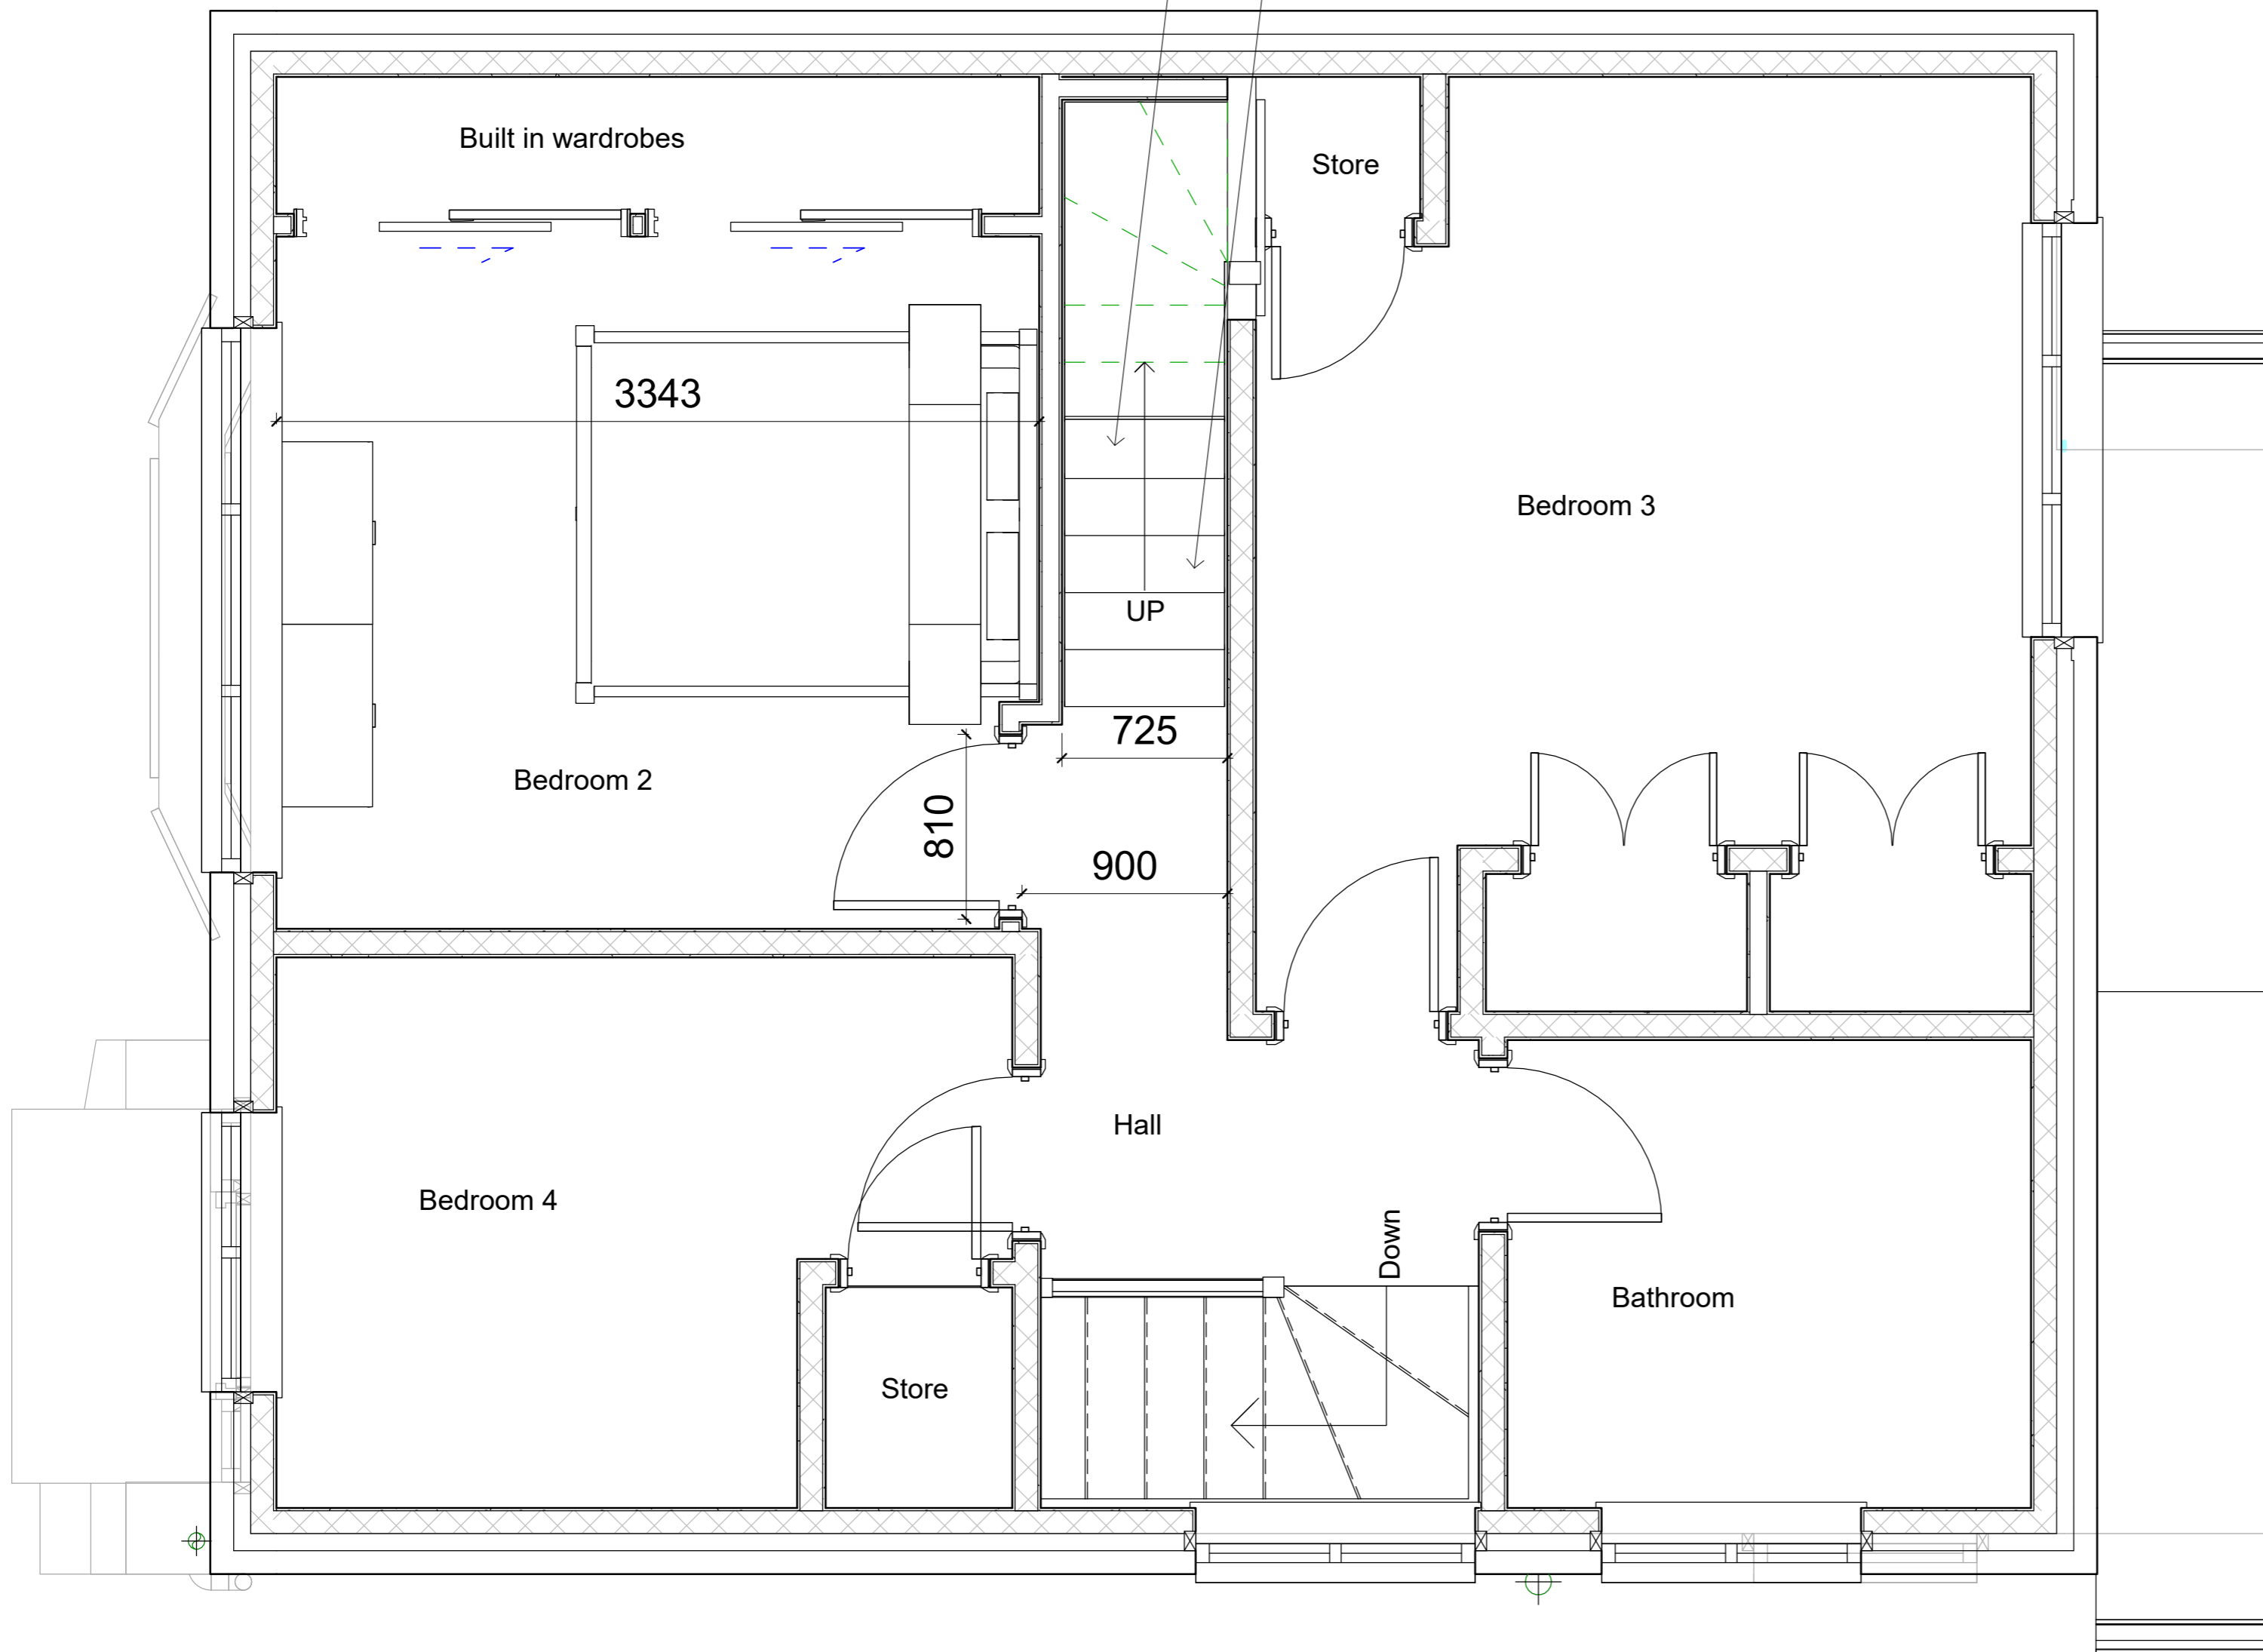 Built in wardrobes
Store
3343
Bedroom 3
UP
725
Bedroom 2
810
900
Hall
Bedroom 4
Down
Bathroom
Store